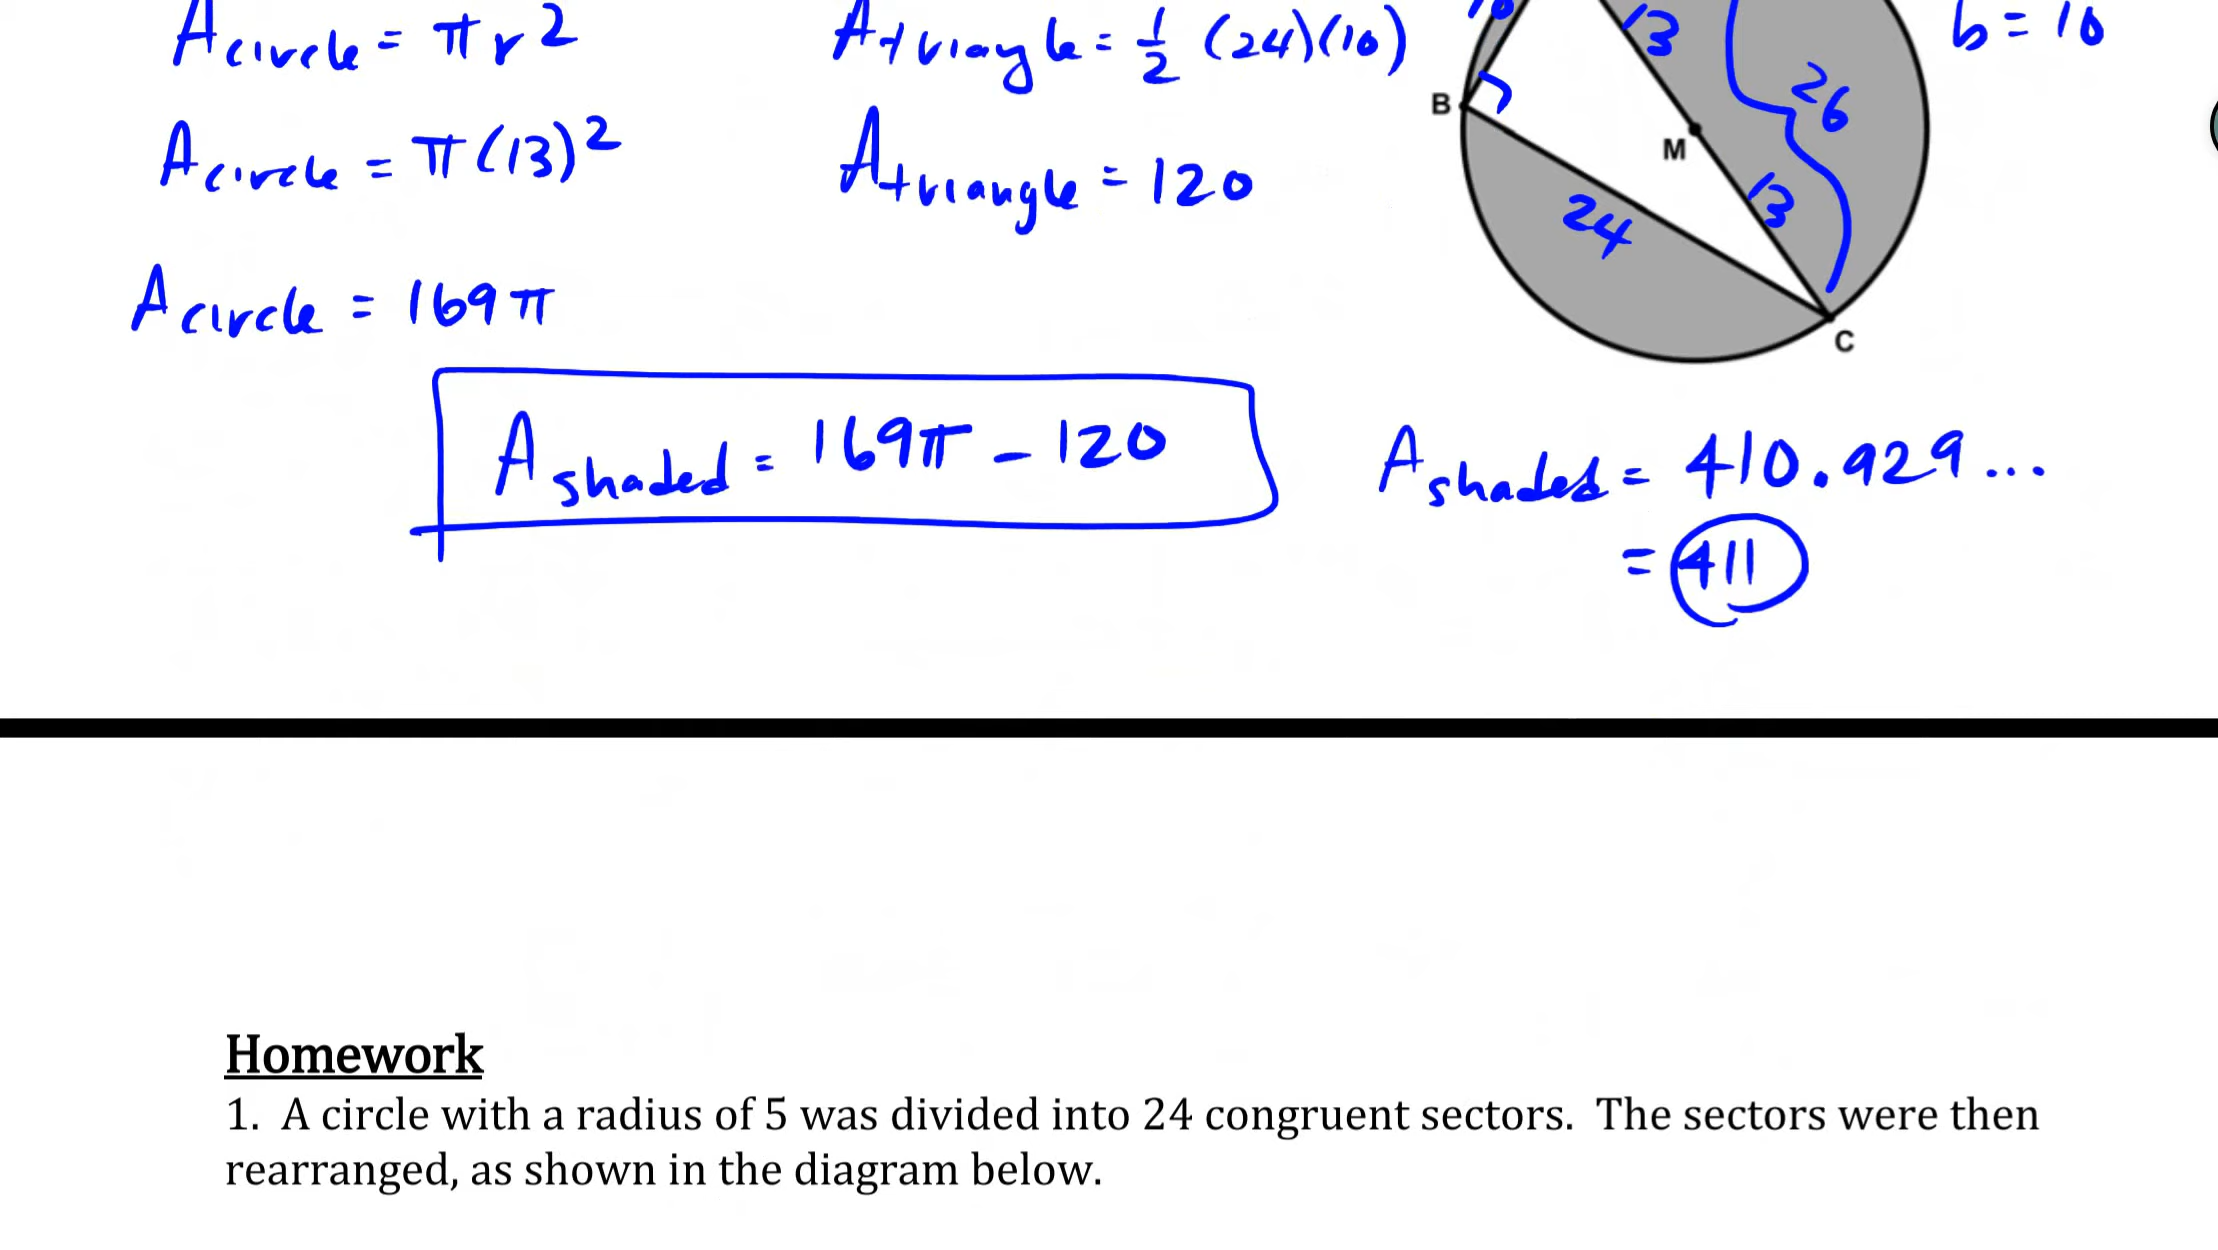 A circle = πr2
A triangle = 1/2 (24)(10)
10
13
b = 10
A circle = π(13)2
A triangle = 120
B
26
M
13
24
A circle = 169π
C
A shaded = 169π - 120
A shaded = 410.929...
= 411
Homework
1. A circle with a radius of 5 was divided into 24 congruent sectors. The sectors were then
rearranged, as shown in the diagram below.